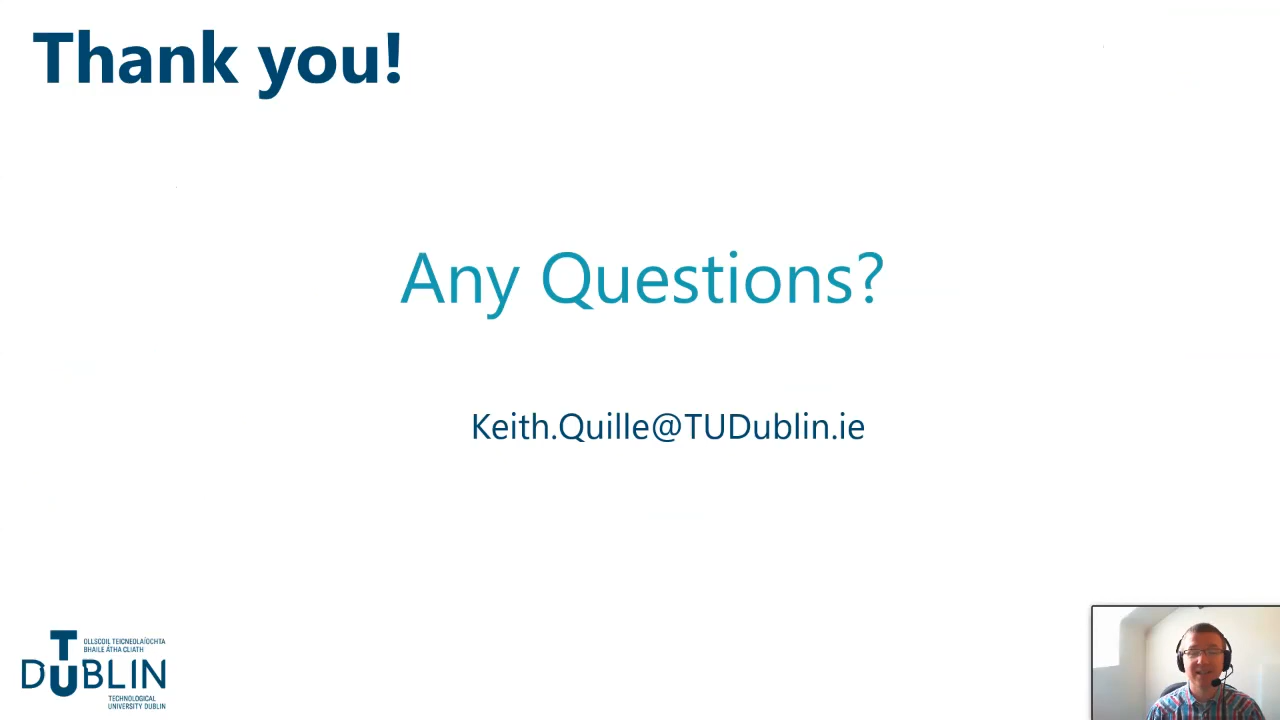 Thank you!
Any Questions?
Keith.Quille@TUDublin.ie
OLLSCOIL TEICNEOLAÍOCHTA
BHAILE ÁTHA CLIATH
TU DUBLIN
TECHNOLOGICAL
UNIVERSITY DUBLIN